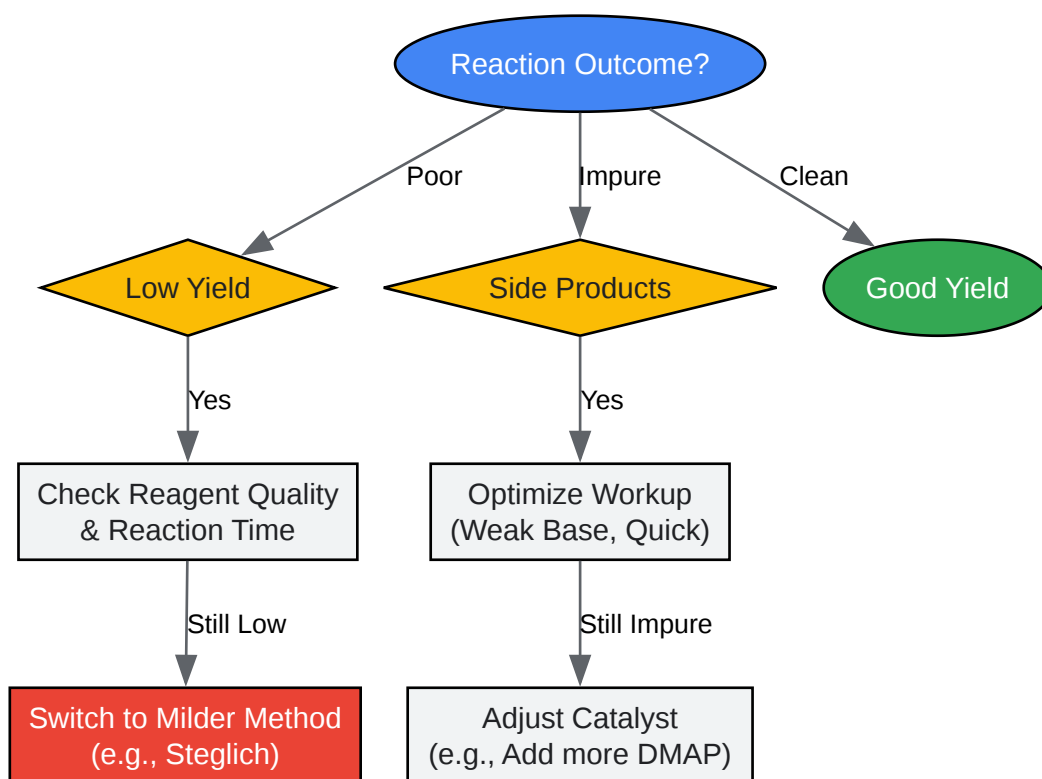 Reaction Outcome?
Poor
Impure
Clean
Low Yield
Side Products
Good Yield
Yes
Yes
Check Reagent Quality
& Reaction Time
Optimize Workup
(Weak Base, Quick)
Still Low
Still Impure
Switch to Milder Method
(e.g., Steglich)
Adjust Catalyst
(e.g., Add more DMAP)